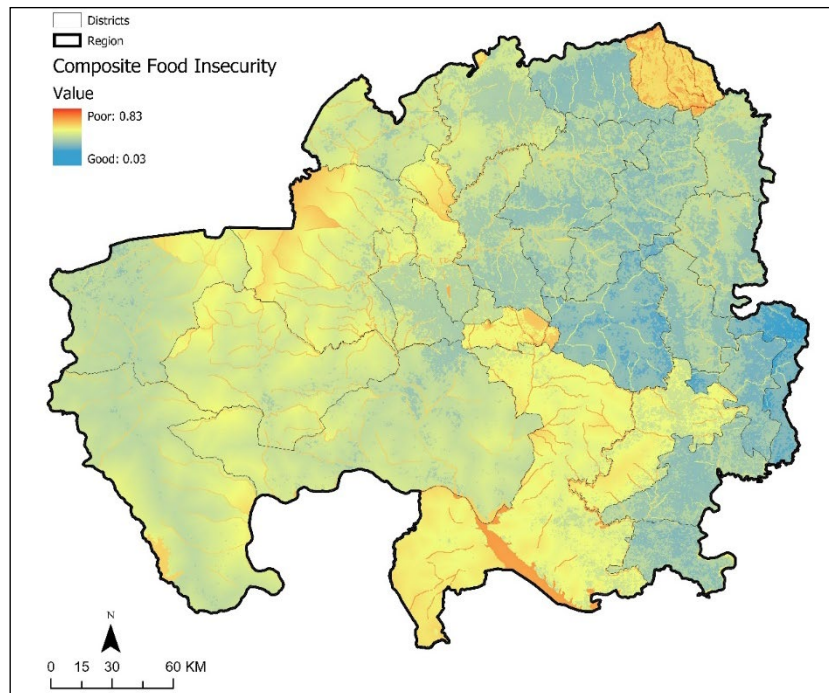 Districts
Region
Composite Food Insecurity
Value
Poor: 0.83
Good: 0.03
N
0 15 30 60 KM